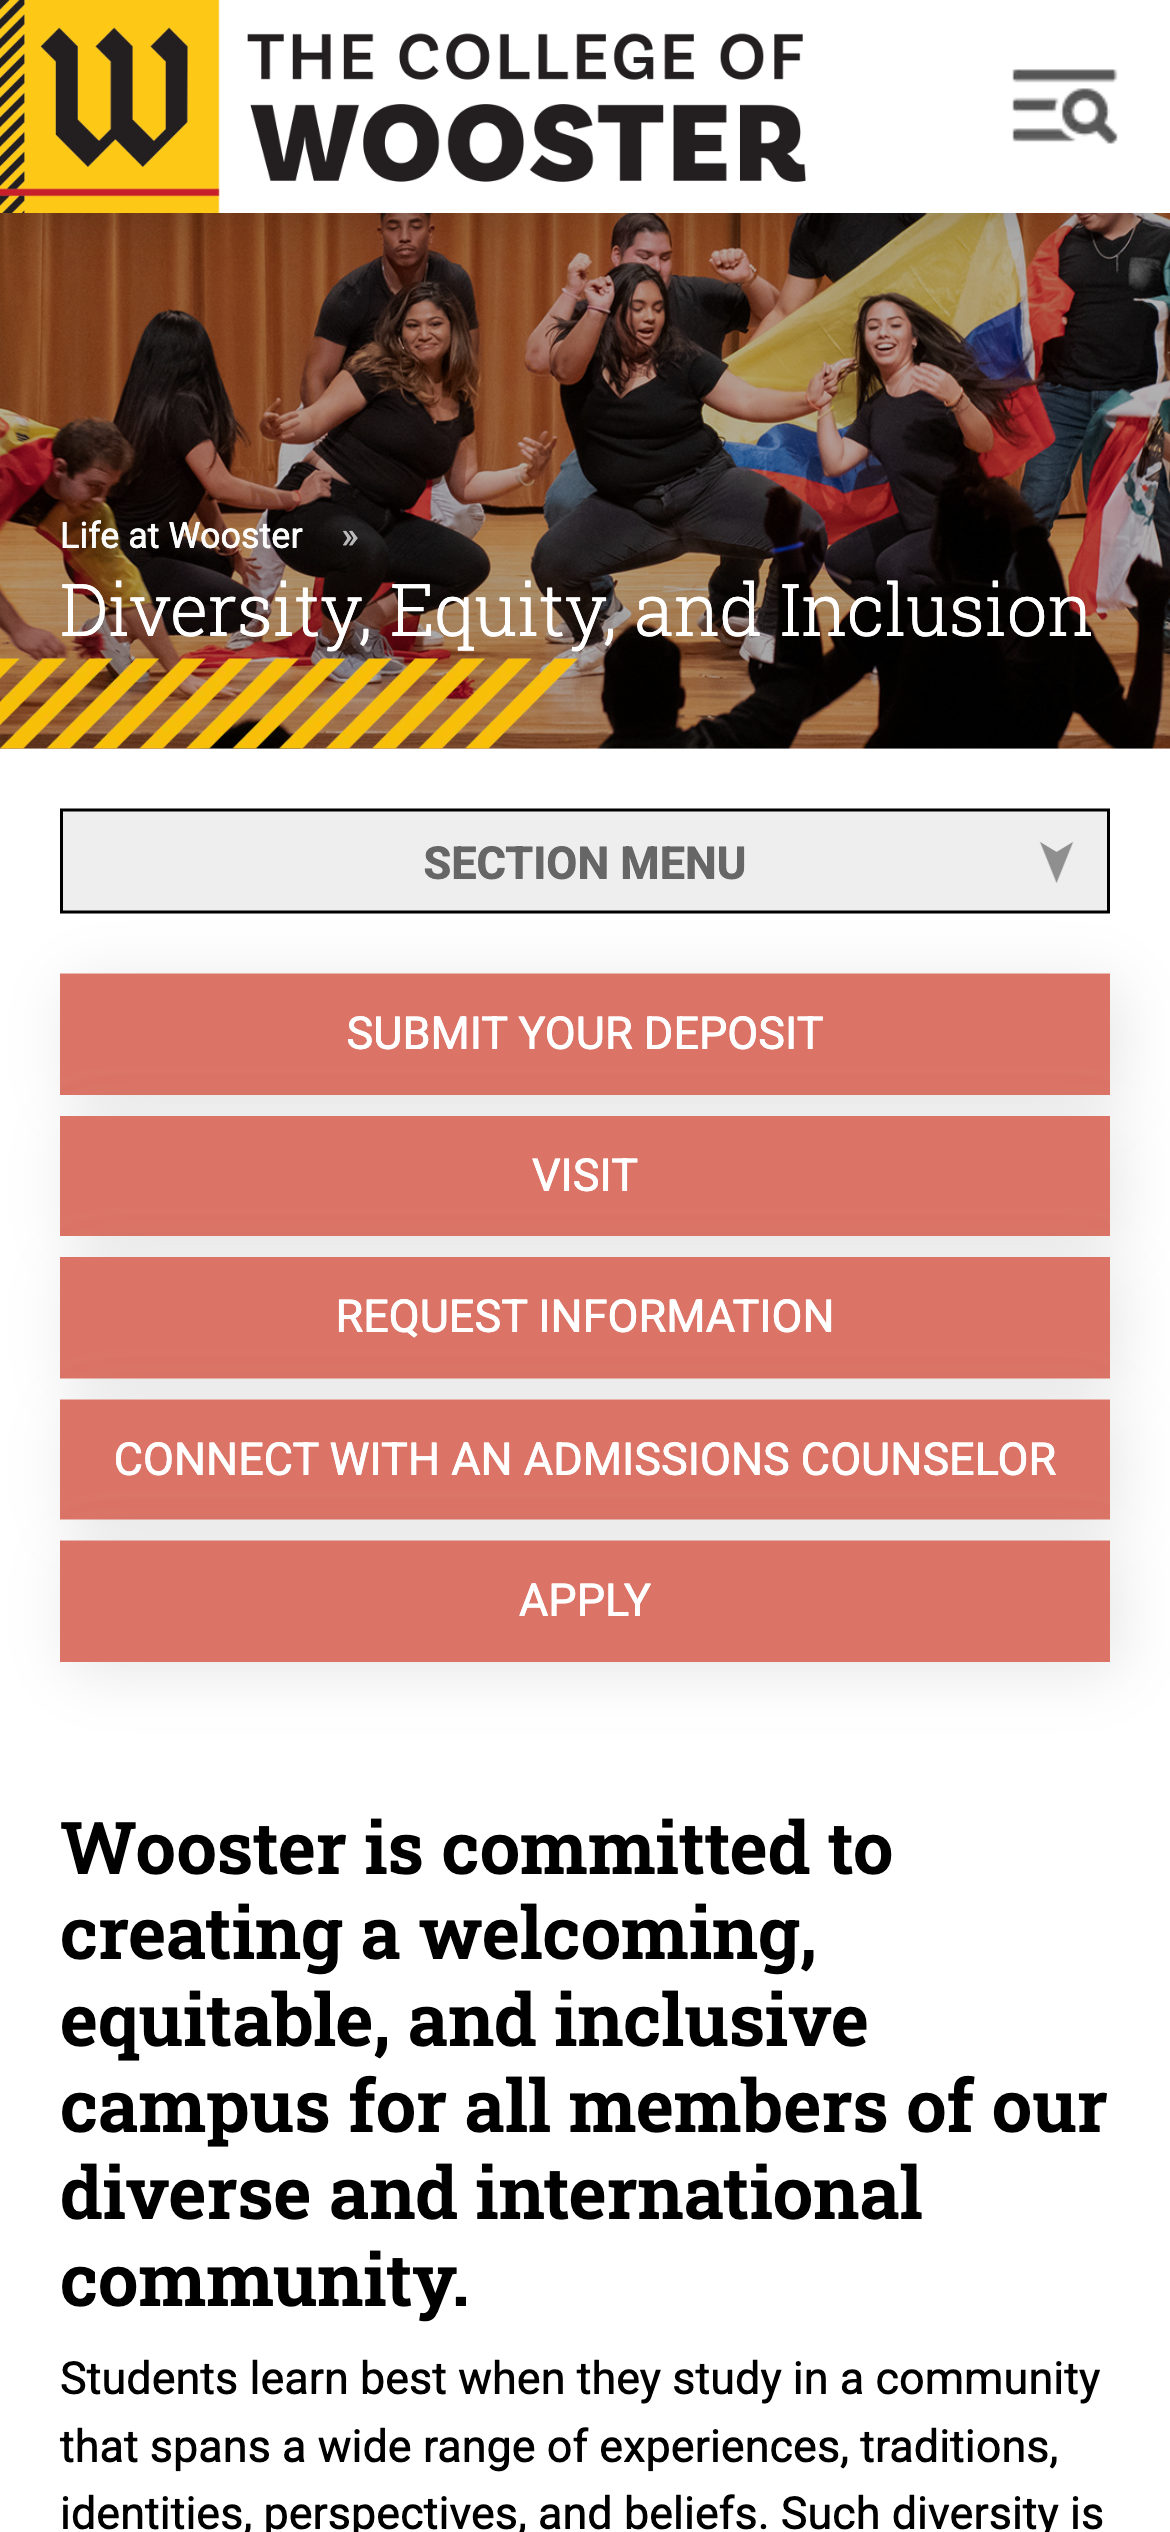 W
THE COLLEGE OF
WOOSTER
Life at Wooster »
Diversity, Equity, and Inclusion
SECTION MENU
SUBMIT YOUR DEPOSIT
VISIT
REQUEST INFORMATION
CONNECT WITH AN ADMISSIONS COUNSELOR
APPLY
Wooster is committed to
creating a welcoming,
equitable, and inclusive
campus for all members of our
diverse and international
community.
Students learn best when they study in a community
that spans a wide range of experiences, traditions,
identities, perspectives, and beliefs. Such diversity is